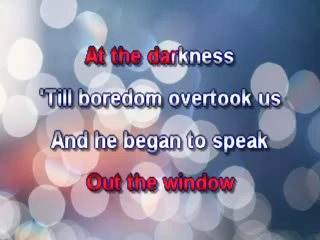 At the darkness
'Till boredom overtook us
And he began to speak
Out the window